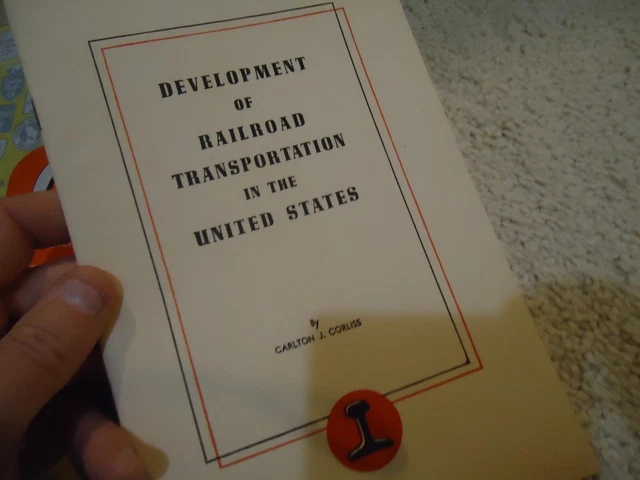 DEVELOPMENT
OF
RAILROAD
TRANSPORTATION
IN THE
UNITED STATES
By
CARLTON J. CORLISS